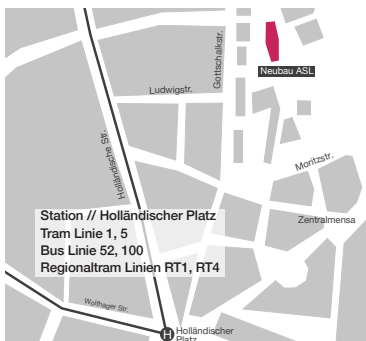 Gottschalkstr.
Neubau ASL
Ludwigstr.
Holländische Str.
Moritzstr.
Station // Holländischer Platz
Tram Linie 1, 5
Bus Linie 52, 100
Regionaltram Linien RT1, RT4
Zentralmensa
Wolfhager Str.
H Holländischer
Platz